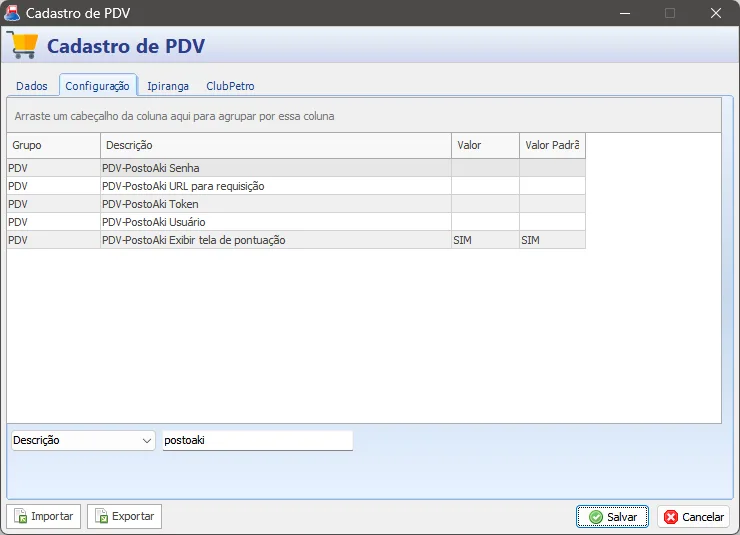 Cadastro de PDV
Cadastro de PDV
Dados Configuração Ipiranga ClubPetro
Arraste um cabeçalho da coluna aqui para agrupar por essa coluna
Grupo Descrição Valor Valor Padrã
PDV PDV-PostoAki Senha
PDV PDV-PostoAki URL para requisição
PDV PDV-PostoAki Token
PDV PDV-PostoAki Usuário
PDV PDV-PostoAki Exibir tela de pontuação SIM SIM
Descrição postoaki
Importar Exportar Salvar Cancelar